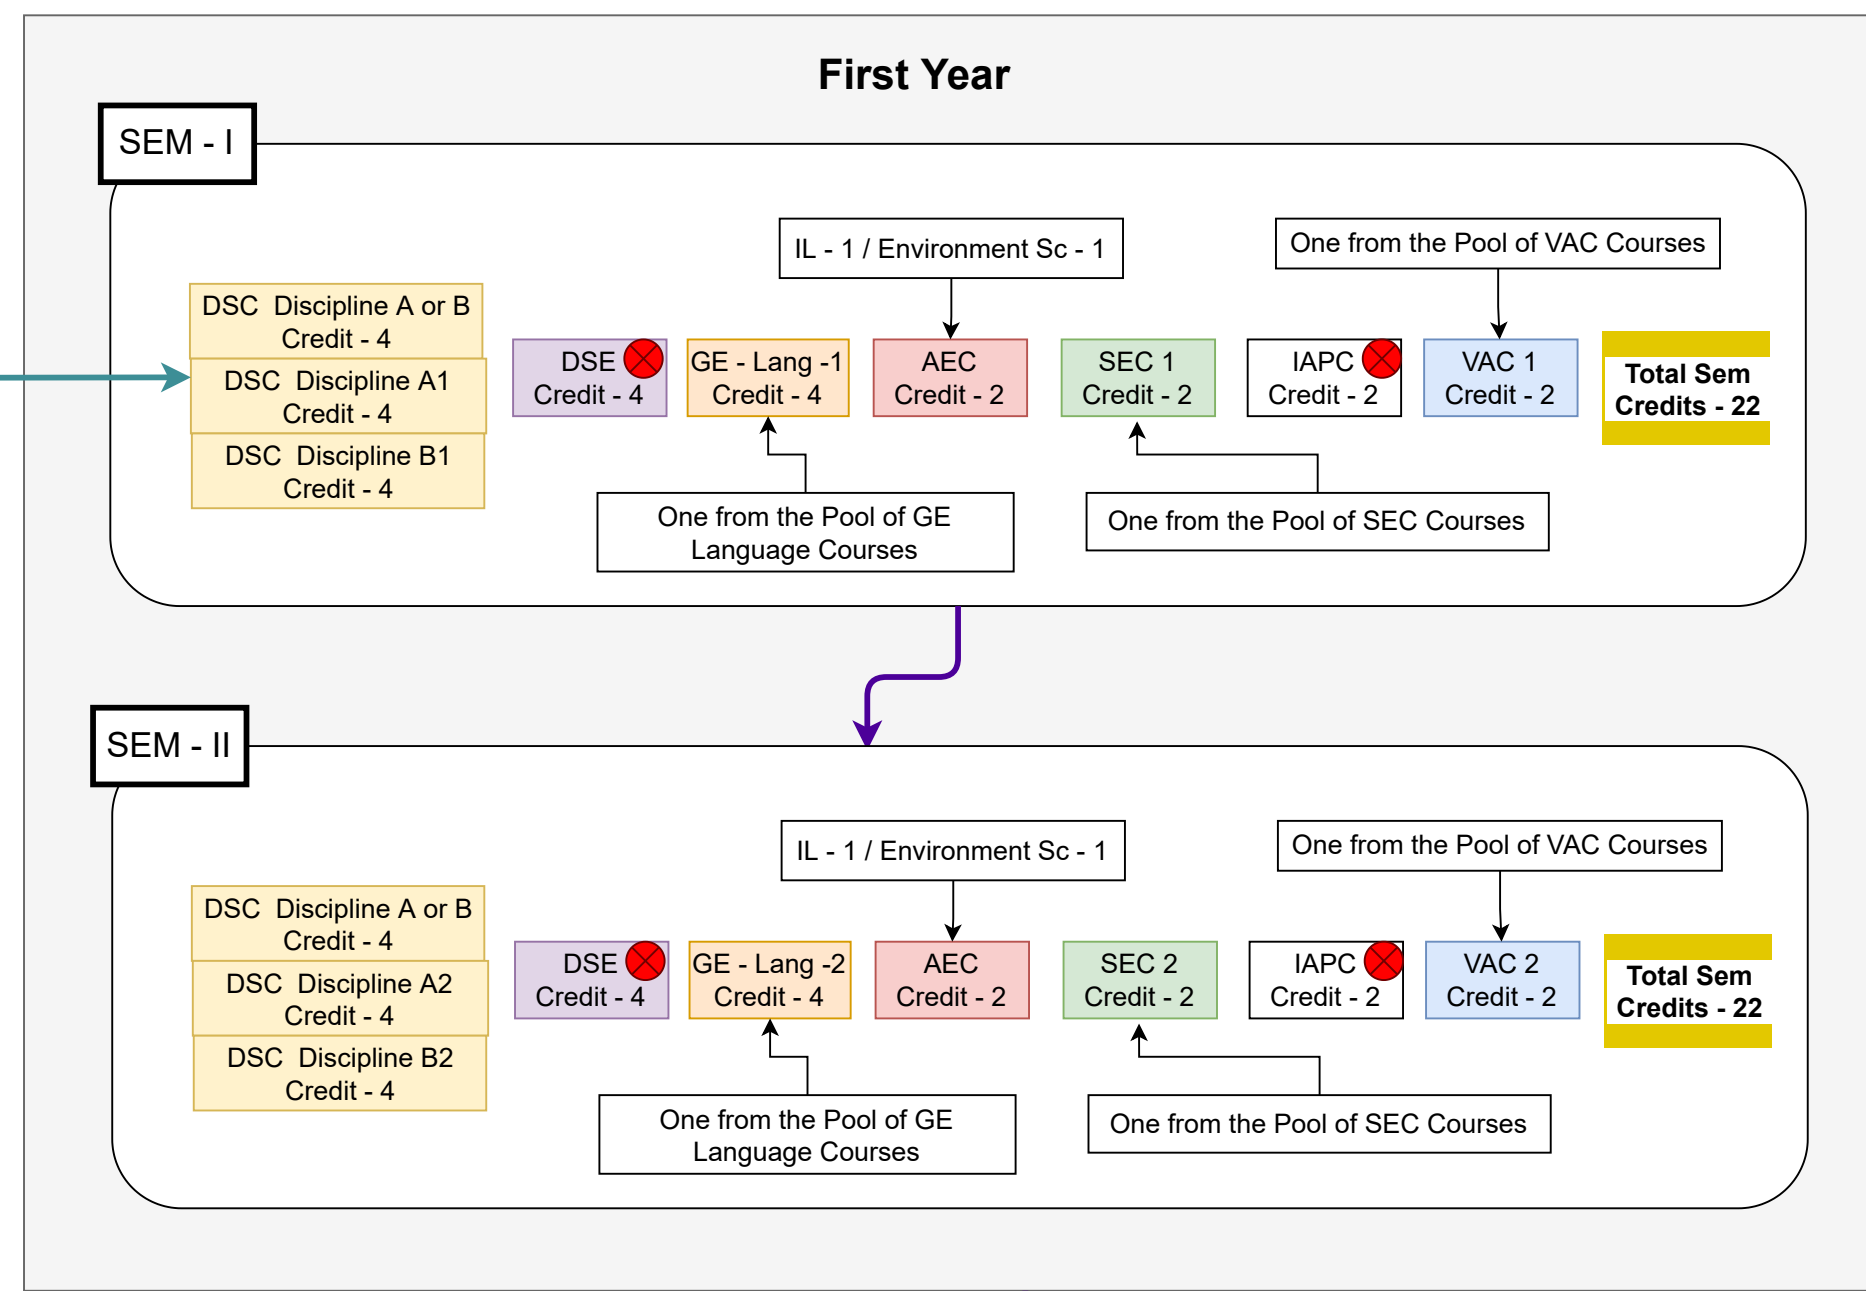 First Year
SEM - I
IL - 1 / Environment Sc - 1
One from the Pool of VAC Courses
DSC  Discipline A or B
Credit - 4
DSC  Discipline A1
Credit - 4
DSC  Discipline B1
Credit - 4
DSE
Credit - 4
GE - Lang -1
Credit - 4
AEC
Credit - 2
SEC 1
Credit - 2
IAPC
Credit - 2
VAC 1
Credit - 2
Total Sem
Credits - 22
One from the Pool of GE
Language Courses
One from the Pool of SEC Courses
SEM - II
IL - 1 / Environment Sc - 1
One from the Pool of VAC Courses
DSC  Discipline A or B
Credit - 4
DSC  Discipline A2
Credit - 4
DSC  Discipline B2
Credit - 4
DSE
Credit - 4
GE - Lang -2
Credit - 4
AEC
Credit - 2
SEC 2
Credit - 2
IAPC
Credit - 2
VAC 2
Credit - 2
Total Sem
Credits - 22
One from the Pool of GE
Language Courses
One from the Pool of SEC Courses